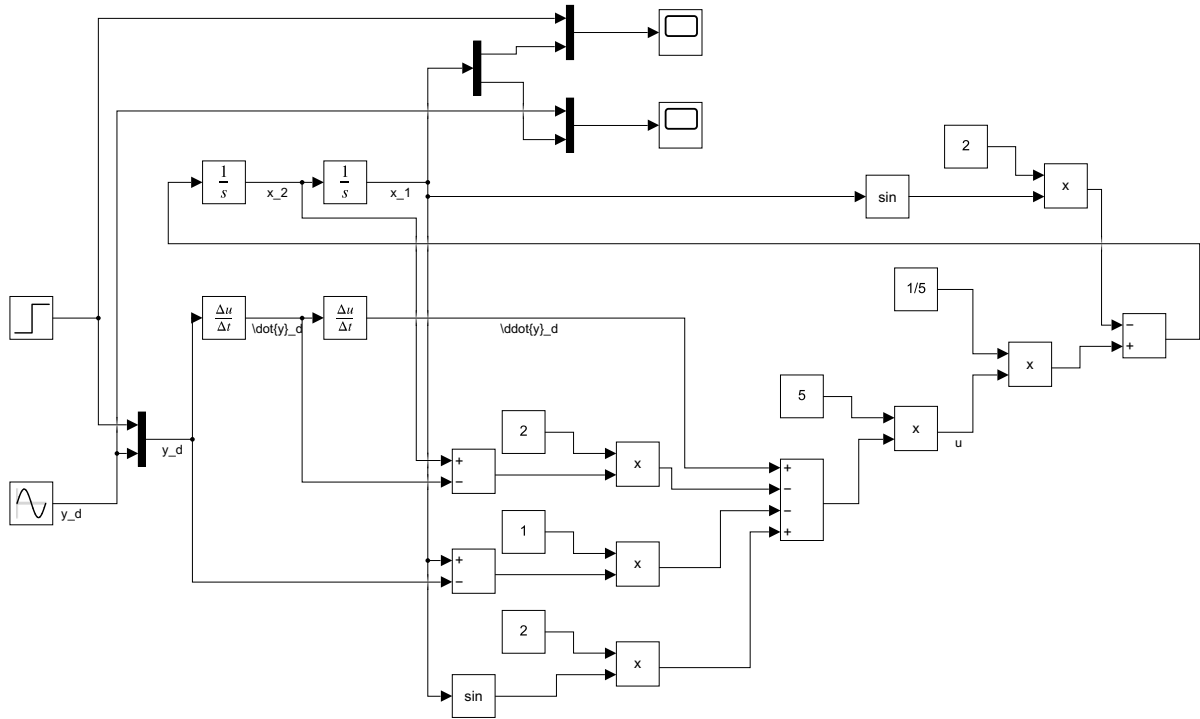 2
x
1
s
x_2
1
s
x_1
sin
1/5
Δu
Δt
\dot{y}_d
Δu
Δt
\ddot{y}_d
−
+
x
5
x
u
2
x
+
−
y_d
+
−
−
+
y_d
1
x
+
−
2
x
sin